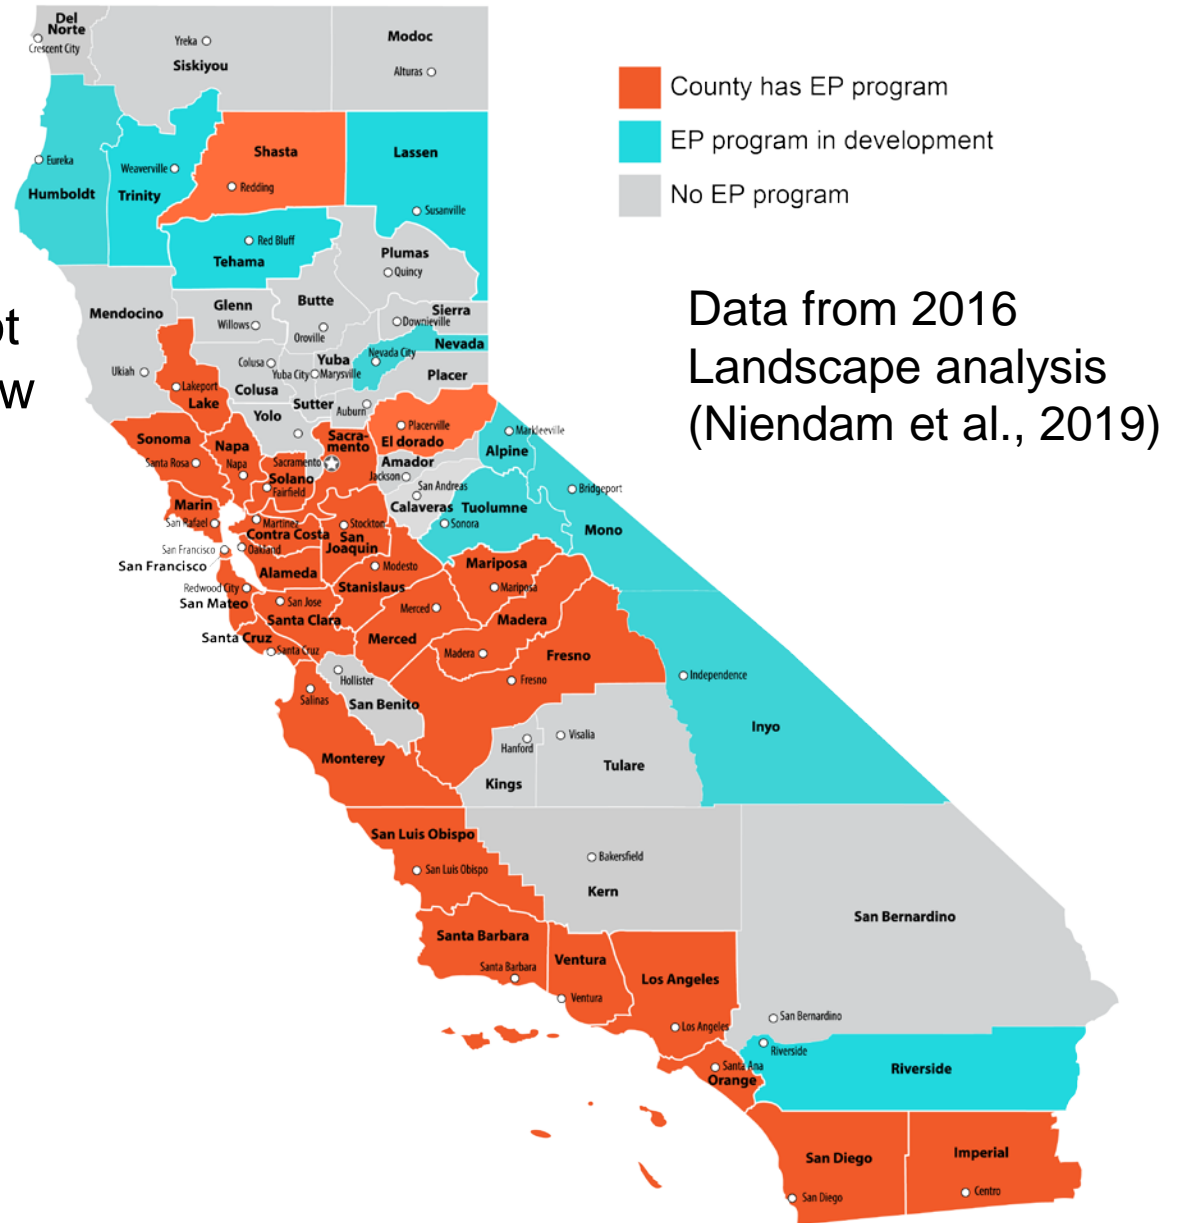 Del
Norte
Crescent City
Yreka
Siskiyou
Modoc
Alturas
County has EP program
EP program in development
No EP program
Eureka
Humboldt
Weaverville
Trinity
Shasta
Redding
Lassen
Susanville
Red Bluff
Tehama
Plumas
Quincy
Data from 2016
Landscape analysis
(Niendam et al., 2019)
ot
w
Mendocino
Ukiah
Glenn
Willows
Butte
Oroville
Sierra
Downieville
Nevada
Nevada City
Colusa
Colusa
Yuba
Yuba City
Marysville
Placer
Lakeport
Lake
Sutter
Auburn
Yolo
Placerville
El dorado
Sonoma
Santa Rosa
Napa
Napa
Sacra-
mento
Sacramento
Solano
Fairfield
Amador
Jackson
San Andreas
Calaveras
Markleeville
Alpine
Tuolumne
Sonora
Bridgeport
Mono
Marin
San Rafael
Martinez
Contra Costa
Stockton
San
Joaquin
San Francisco
San Francisco
Oakland
Alameda
Modesto
Stanislaus
Mariposa
Mariposa
Redwood City
San Mateo
San Jose
Santa Clara
Merced
Merced
Madera
Madera
Santa Cruz
Santa Cruz
Fresno
Fresno
Hollister
San Benito
Salinas
Monterey
Independence
Inyo
Hanford
Kings
Visalia
Tulare
San Luis Obispo
San Luis Obispo
Bakersfield
Kern
San Bernardino
Santa Barbara
Santa Barbara
Ventura
Ventura
Los Angeles
Los Angeles
San Bernardino
Riverside
Riverside
Santa Ana
Orange
San Diego
San Diego
Imperial
Centro